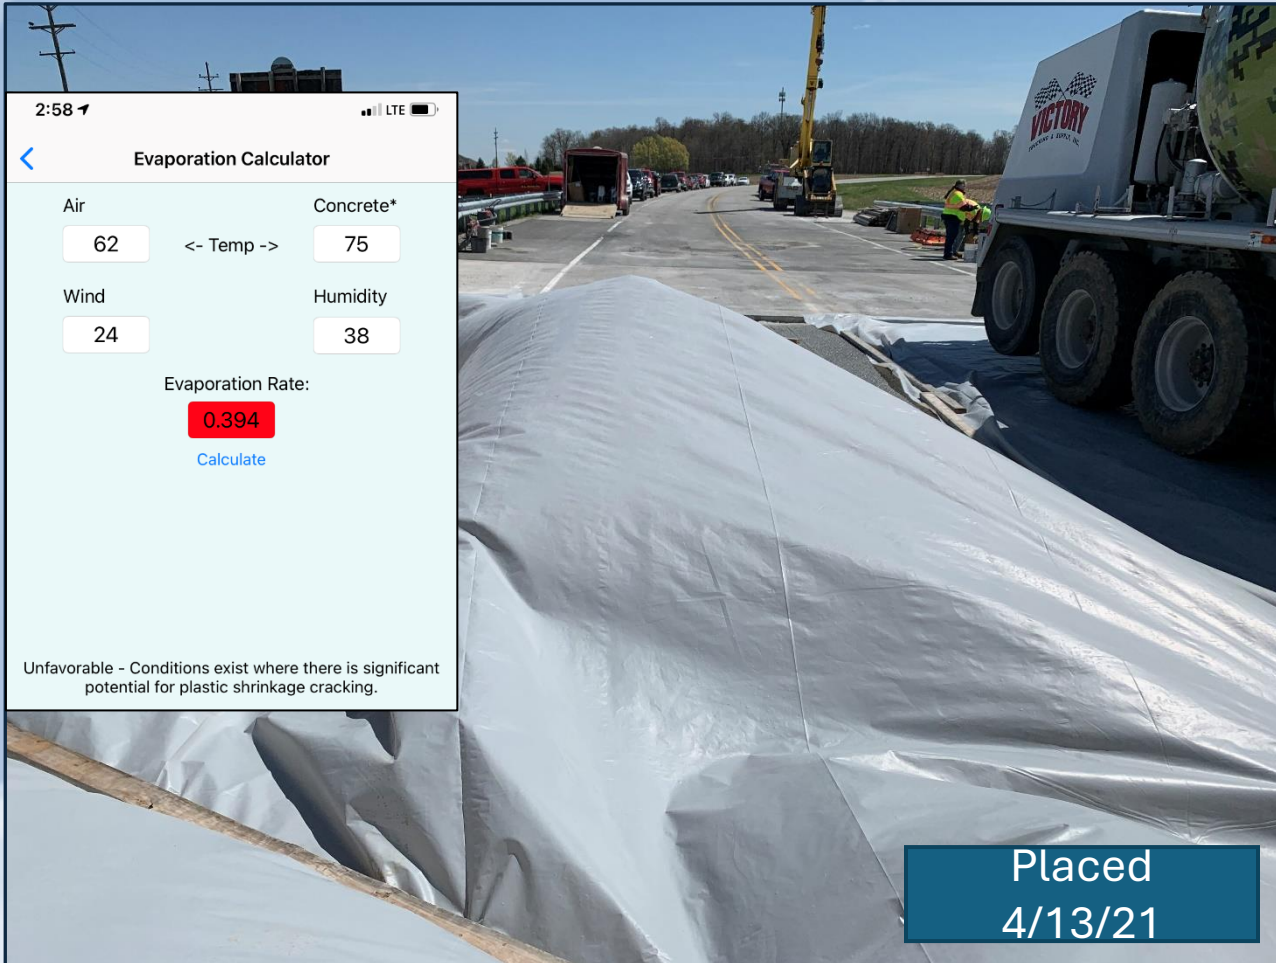 2:58
LTE
Evaporation Calculator
Air
Concrete*
62
<- Temp ->
75
Wind
Humidity
24
38
Evaporation Rate:
0.394
Calculate
Unfavorable - Conditions exist where there is significant
potential for plastic shrinkage cracking.
VICTORY
Placed
4/13/21